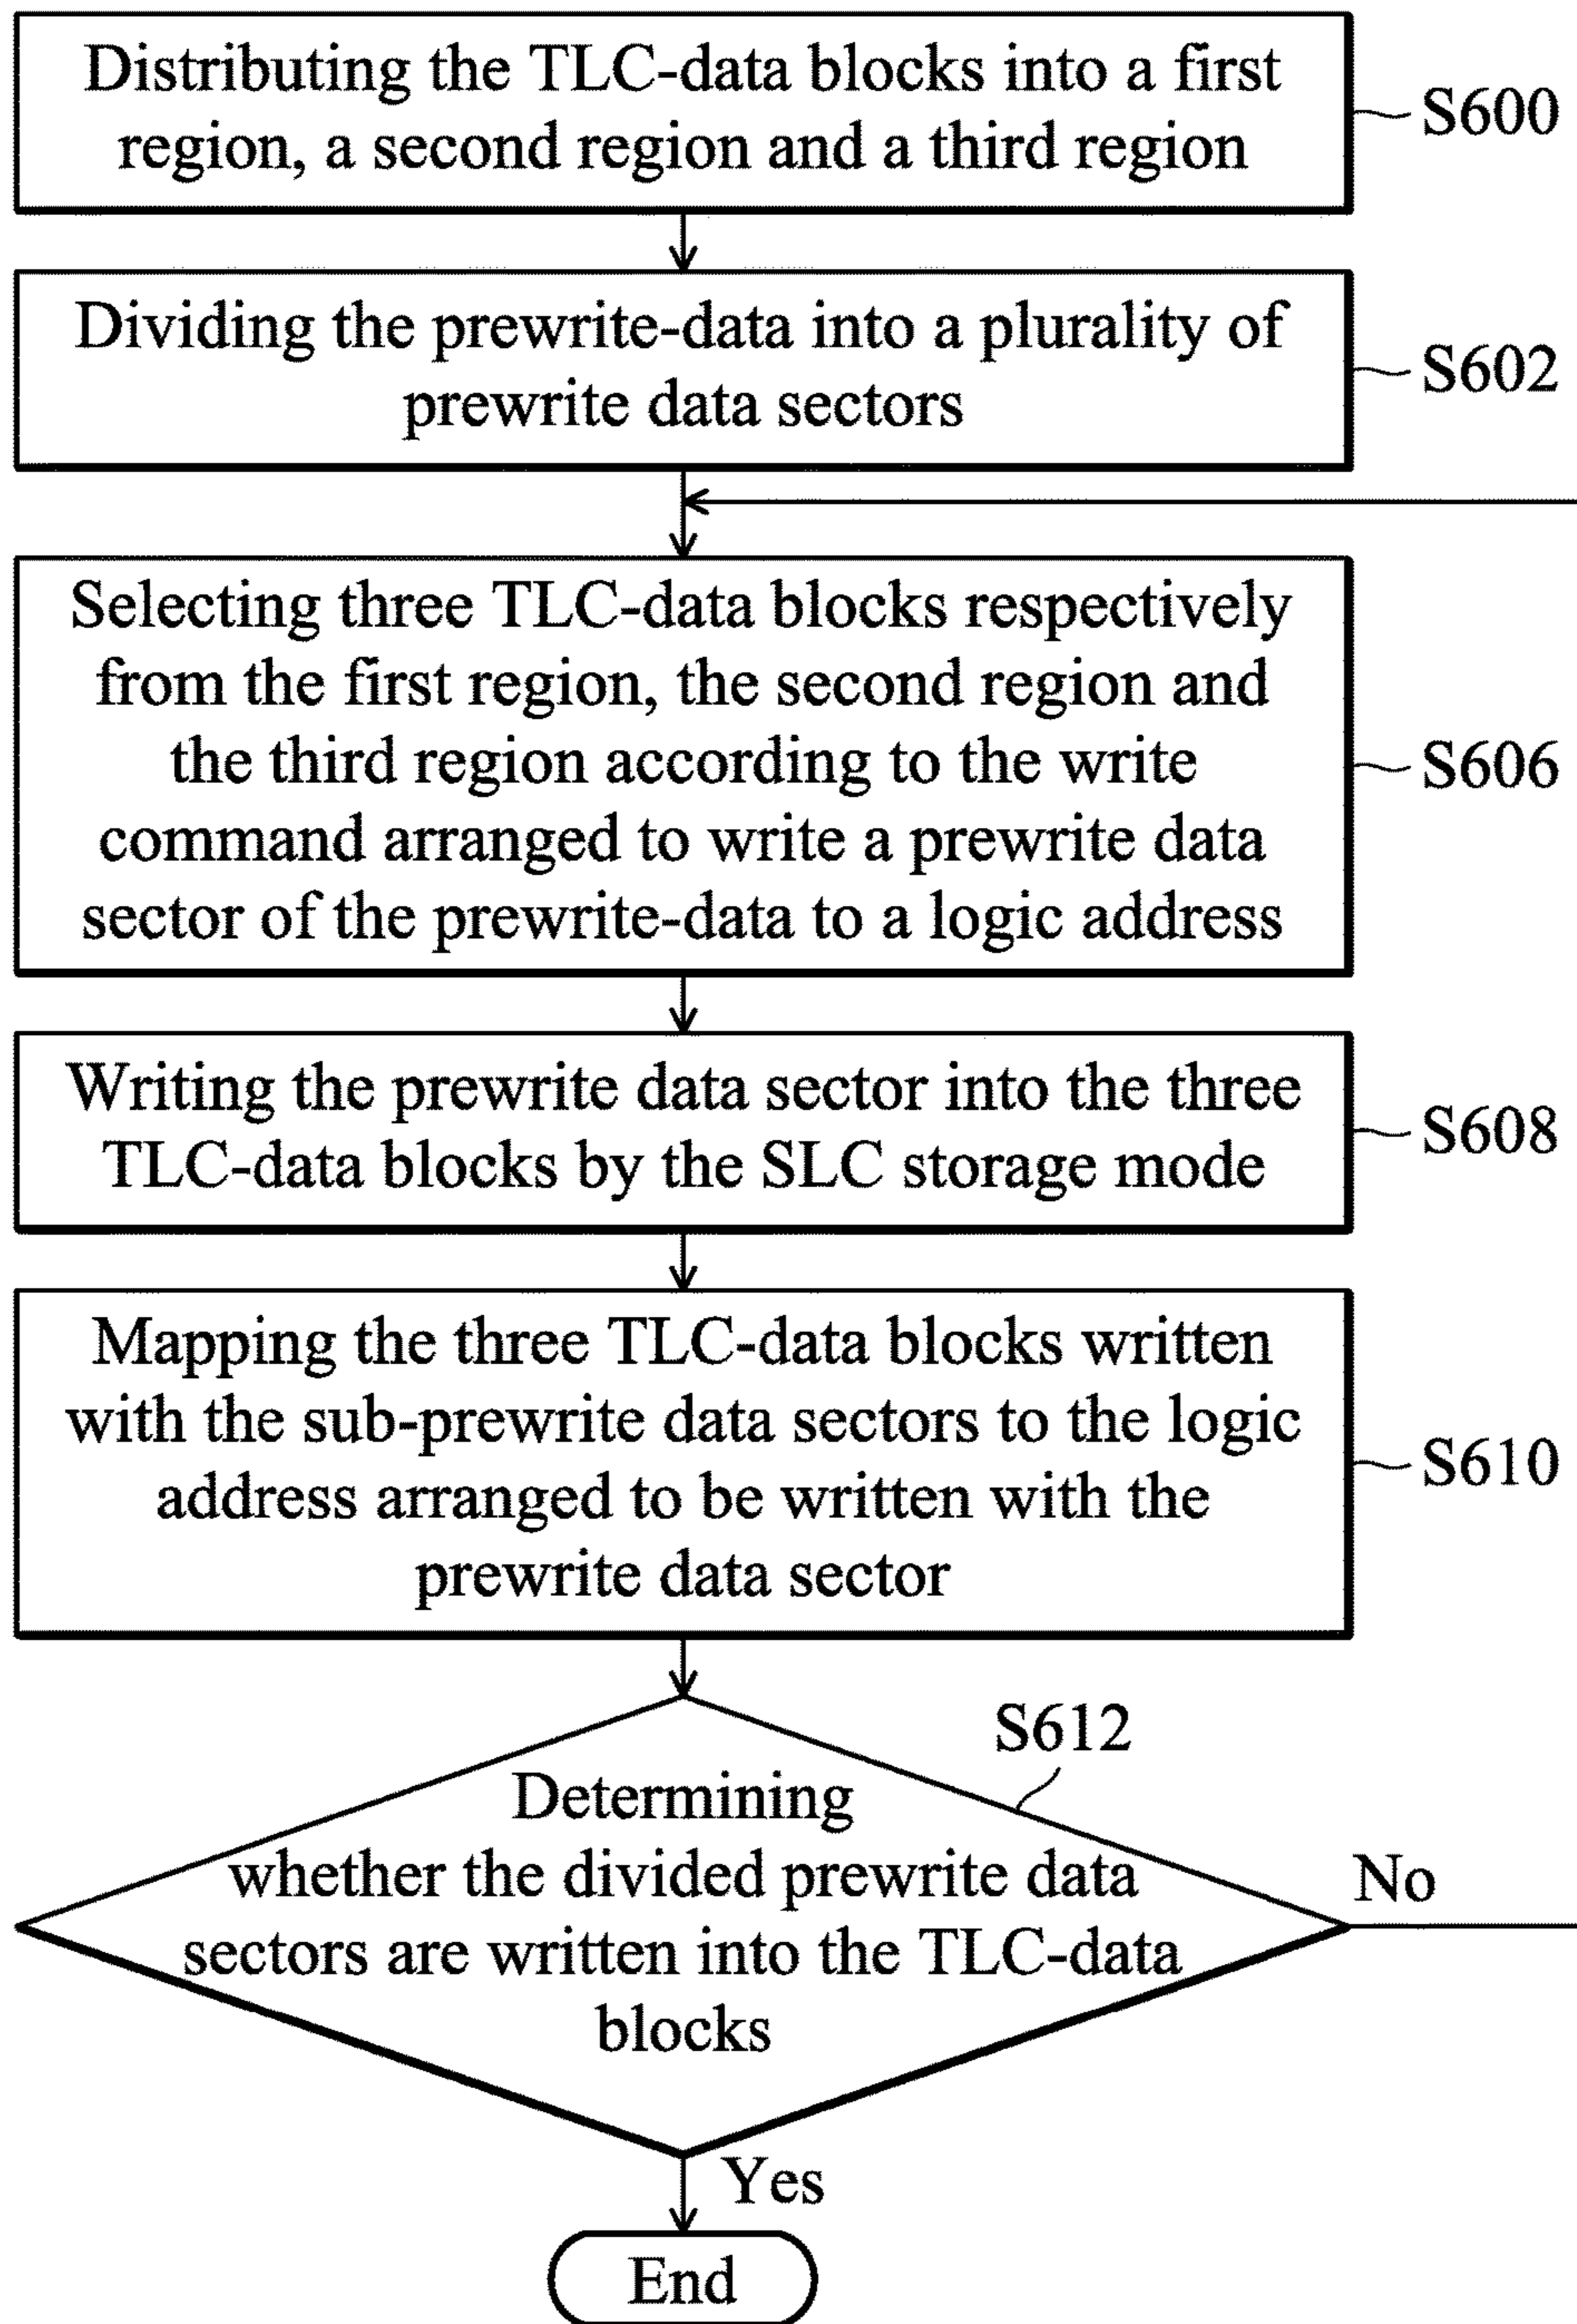 Distributing the TLC-data blocks into a first
region, a second region and a third region
S600
Dividing the prewrite-data into a plurality of
prewrite data sectors
S602
Selecting three TLC-data blocks respectively
from the first region, the second region and
the third region according to the write
command arranged to write a prewrite data
sector of the prewrite-data to a logic address
S606
Writing the prewrite data sector into the three
TLC-data blocks by the SLC storage mode
S608
Mapping the three TLC-data blocks written
with the sub-prewrite data sectors to the logic
address arranged to be written with the
prewrite data sector
S610
S612
Determining
whether the divided prewrite data
sectors are written into the TLC-data
blocks
No
Yes
End